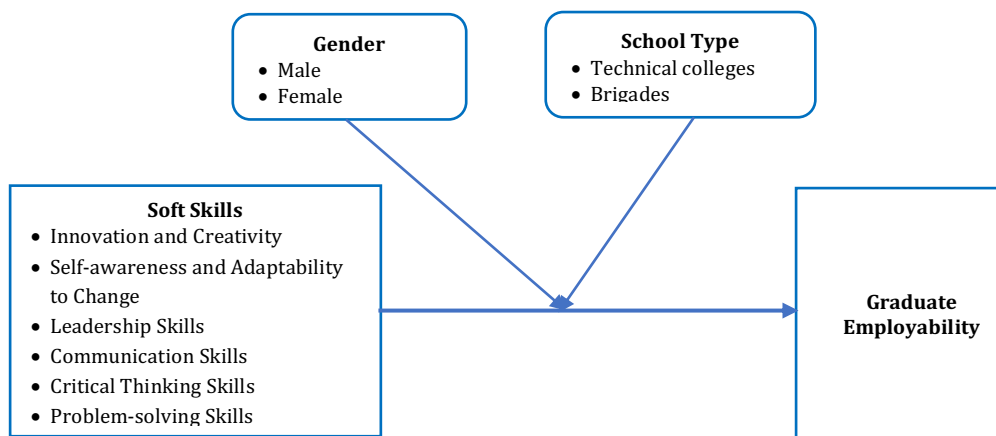 Gender
• Male
• Female
School Type
• Technical colleges
• Brigades
Soft Skills
• Innovation and Creativity
• Self-awareness and Adaptability
to Change
• Leadership Skills
• Communication Skills
• Critical Thinking Skills
• Problem-solving Skills
Graduate
Employability